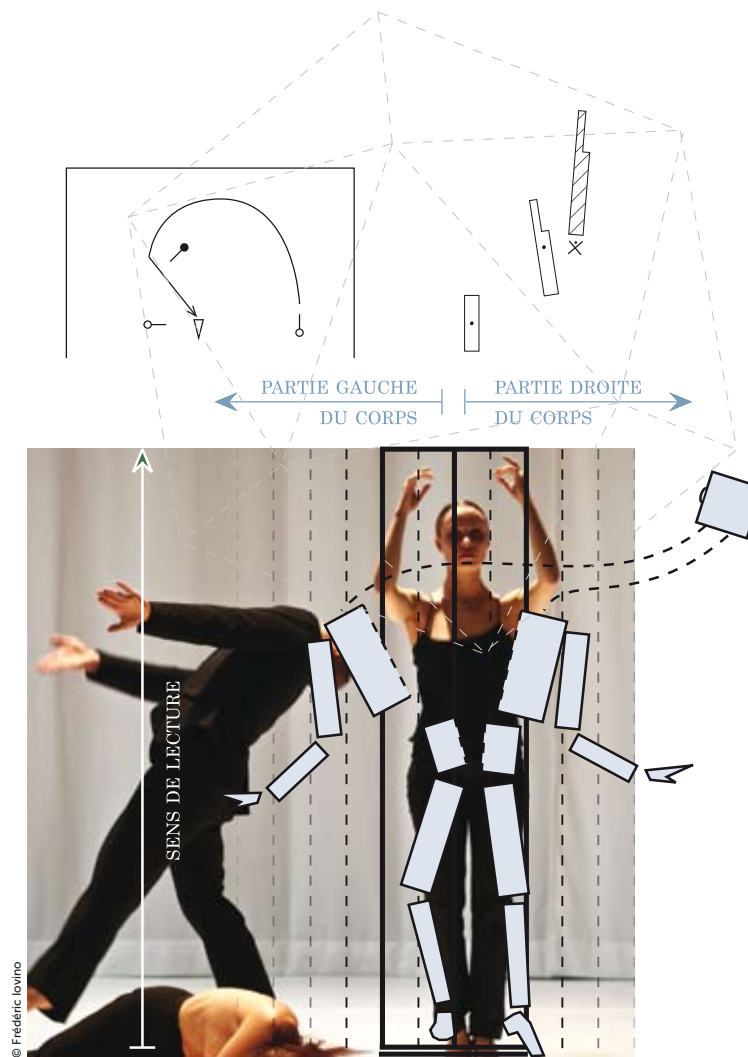 PARTIE GAUCHE
DU CORPS
PARTIE DROITE
DU CORPS
SENS DE LECTURE
© Frédéric Iovino